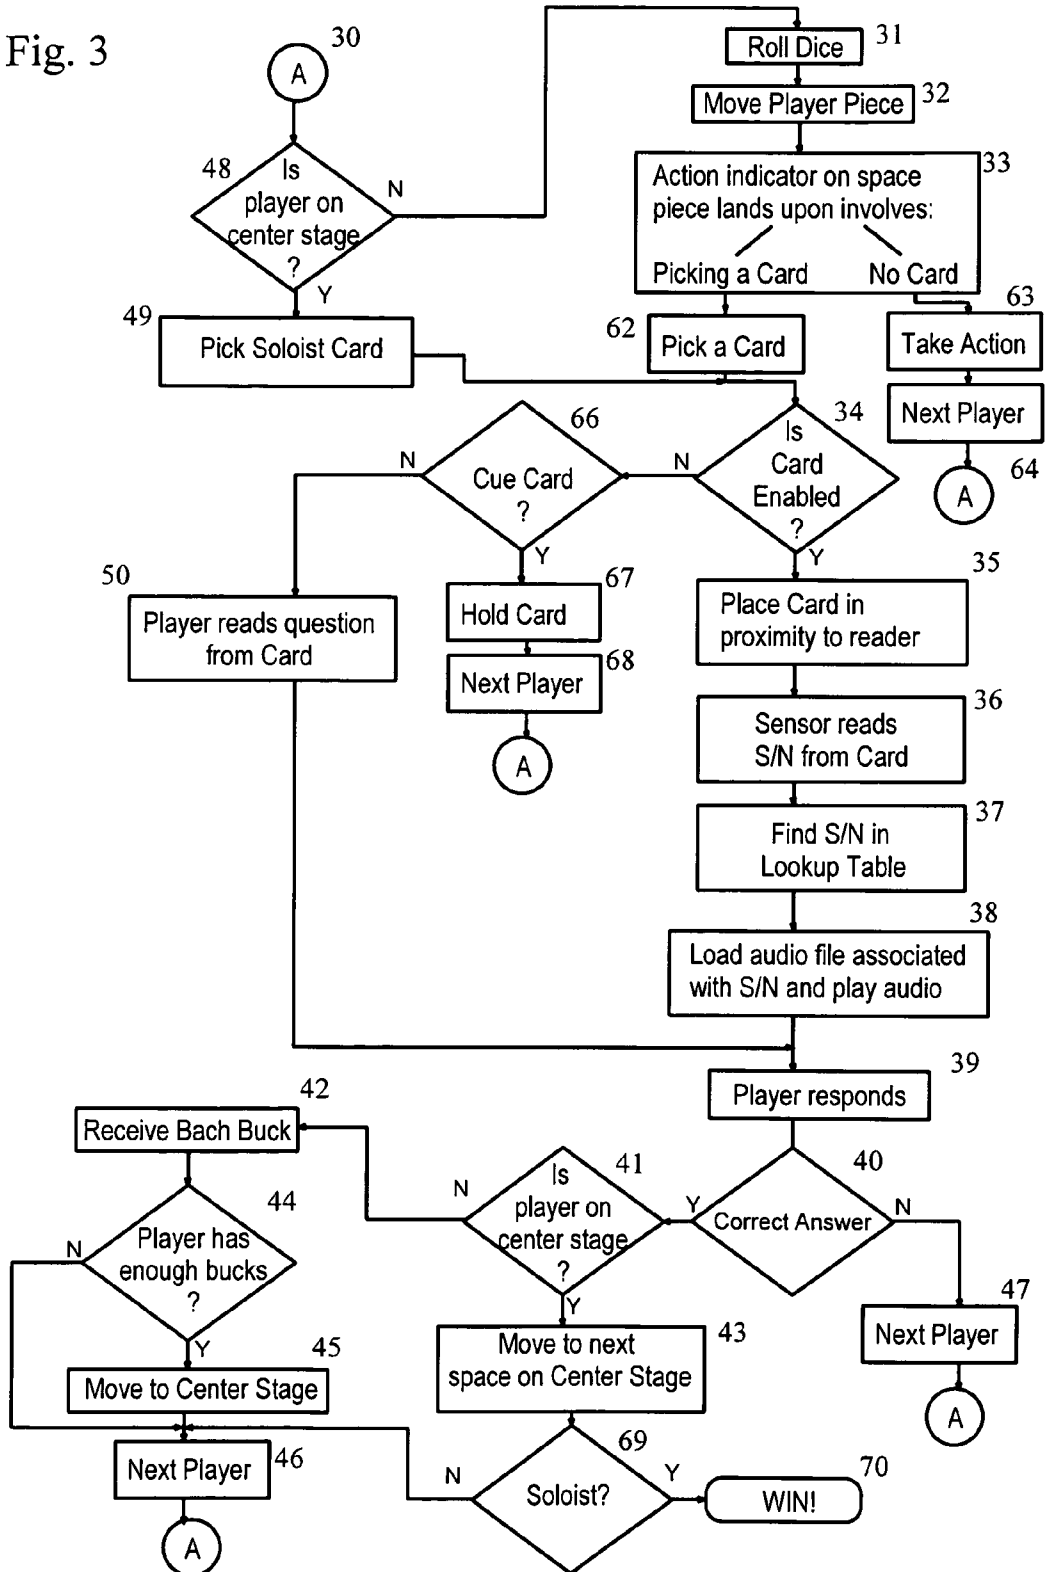 Fig. 3
30
A
48
Is
player on
center stage
?
N
Y
49
Pick Soloist Card
Roll Dice
31
Move Player Piece
32
33
Action indicator on space
piece lands upon involves:
Picking a Card
No Card
62
Pick a Card
63
Take Action
Next Player
64
A
34
Is
Card
Enabled
?
N
Y
66
Cue Card
?
N
Y
67
Hold Card
68
Next Player
A
50
Player reads question
from Card
35
Place Card in
proximity to reader
36
Sensor reads
S/N from Card
37
Find S/N in
Lookup Table
38
Load audio file associated
with S/N and play audio
39
Player responds
40
Correct Answer
Y
N
47
Next Player
A
41
Is
player on
center stage
?
N
Y
42
Receive Bach Buck
44
Player has
enough bucks
?
N
Y
45
Move to Center Stage
46
Next Player
A
43
Move to next
space on Center Stage
69
Soloist?
N
Y
70
WIN!